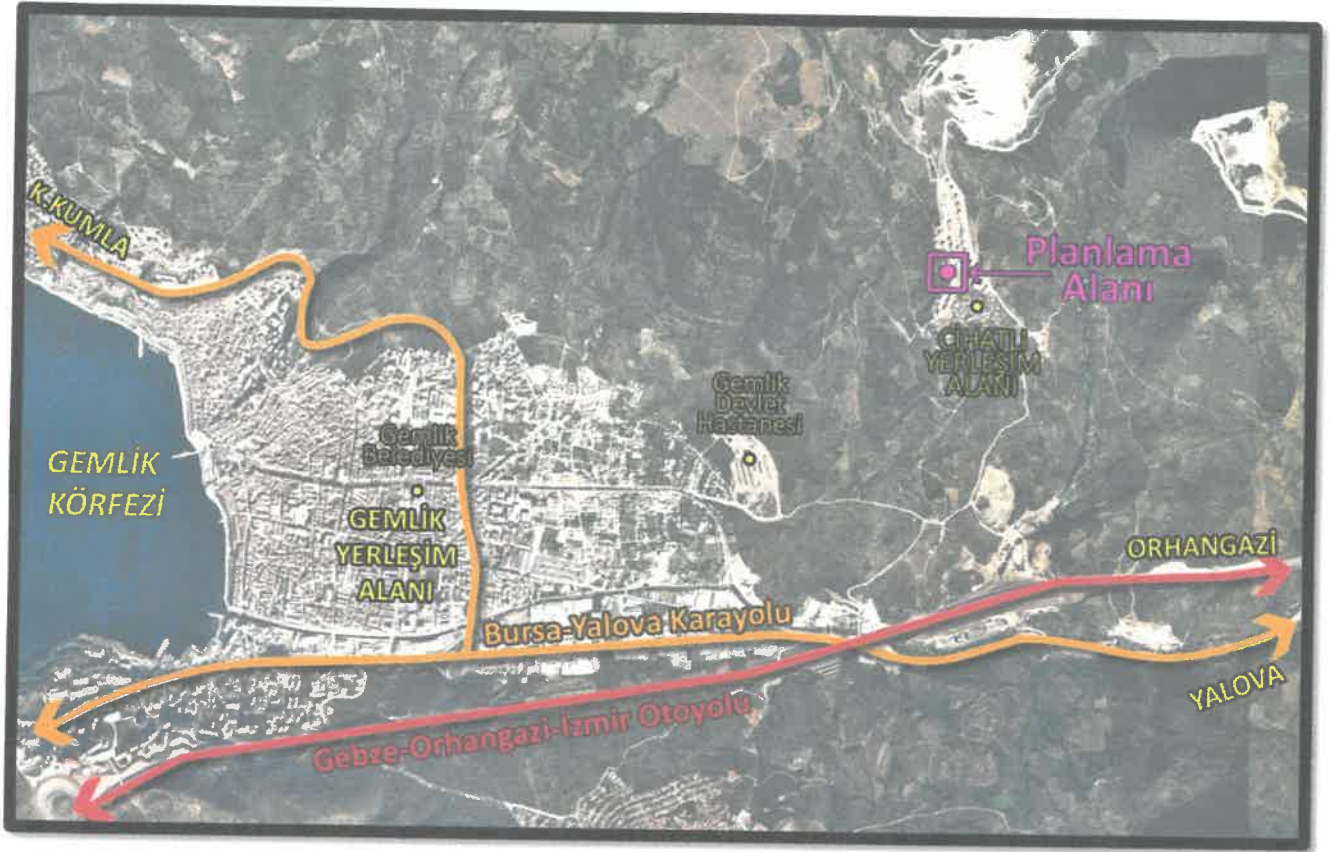 K.KUMLA
Planlama
Alanı
CİHATLI
YERLEŞİM
ALANI
Gemlik
Devlet
Hastanesi
Gemlik
Belediyesi
GEMLİK
KÖRFEZİ
GEMLİK
YERLEŞİM
ALANI
ORHANGAZİ
Bursa-Yalova Karayolu
YALOVA
Gebze-Orhangazi-İzmir Otoyolu